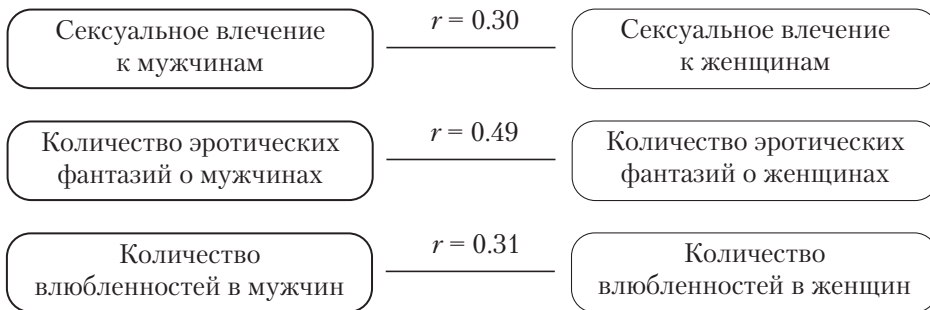 Сексуальное влечение
к мужчинам
r = 0.30
Сексуальное влечение
к женщинам
Количество эротических
фантазий о мужчинах
r = 0.49
Количество эротических
фантазий о женщинах
Количество
влюбленностей в мужчин
r = 0.31
Количество
влюбленностей в женщин